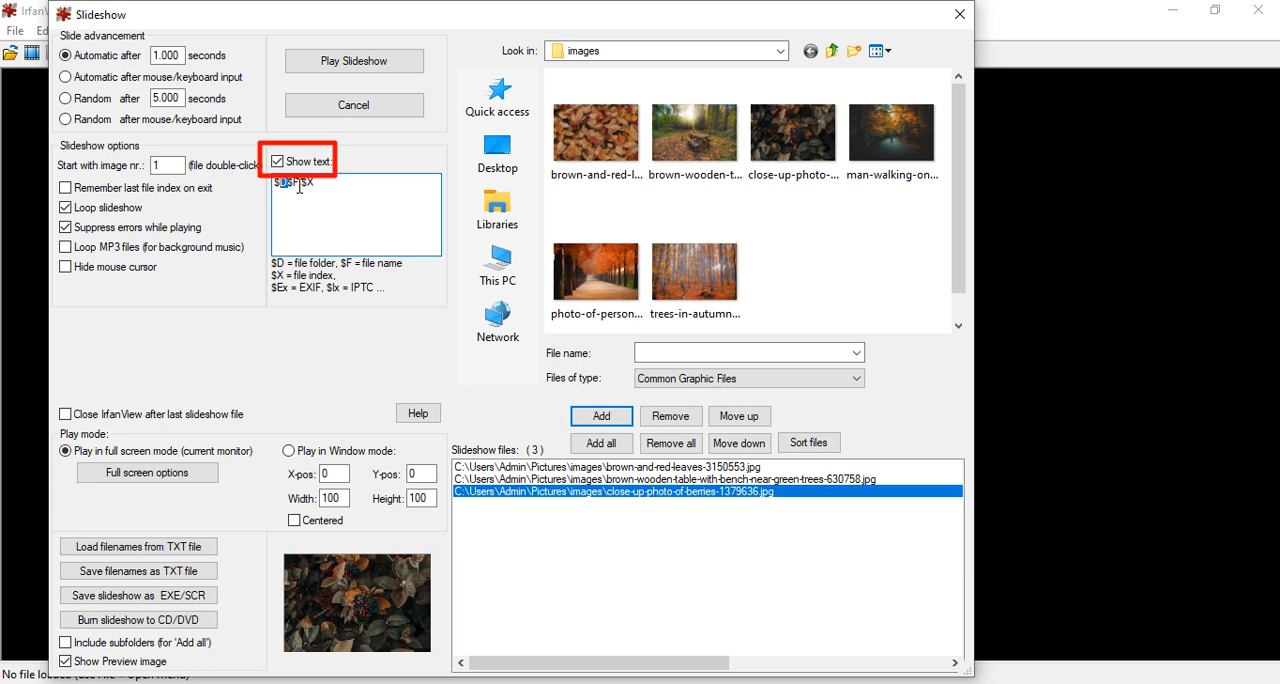 IrfanV
File Ed
Slideshow
Slide advancement
Automatic after 1.000 seconds
Automatic after mouse/keyboard input
Random after 5.000 seconds
Random after mouse/keyboard input
Play Slideshow
Cancel
Slideshow options
Start with image nr.: 1 (file double-click
Remember last file index on exit
Loop slideshow
Suppress errors while playing
Loop MP3 files (for background music)
Hide mouse cursor
Show text:
$D$F $X
$D = file folder, $F = file name
$X = file index,
$Ex = EXIF, $Ix = IPTC ...
Close IrfanView after last slideshow file
Help
Play mode:
Play in full screen mode (current monitor)
Full screen options
Play in Window mode:
X-pos: 0 Y-pos: 0
Width: 100 Height: 100
Centered
Load filenames from TXT file
Save filenames as TXT file
Save slideshow as EXE/SCR
Burn slideshow to CD/DVD
Include subfolders (for 'Add all')
Show Preview image
Look in: images
Quick access
Desktop
Libraries
This PC
Network
brown-and-red-l... brown-wooden-t... close-up-photo-... man-walking-on...
photo-of-person... trees-in-autumn...
File name:
Files of type: Common Graphic Files
Add Remove Move up
Add all Remove all Move down Sort files
Slideshow files: ( 3 )
C:\Users\Admin\Pictures\images\brown-and-red-leaves-3150553.jpg
C:\Users\Admin\Pictures\images\brown-wooden-table-with-bench-near-green-trees-630758.jpg
C:\Users\Admin\Pictures\images\close-up-photo-of-berries-1379636.jpg
No file loaded (use File + Open menu)